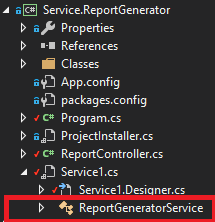 Service.ReportGenerator
Properties
References
Classes
App.config
packages.config
Program.cs
ProjectInstaller.cs
ReportController.cs
Service1.cs
Service1.Designer.cs
ReportGeneratorService